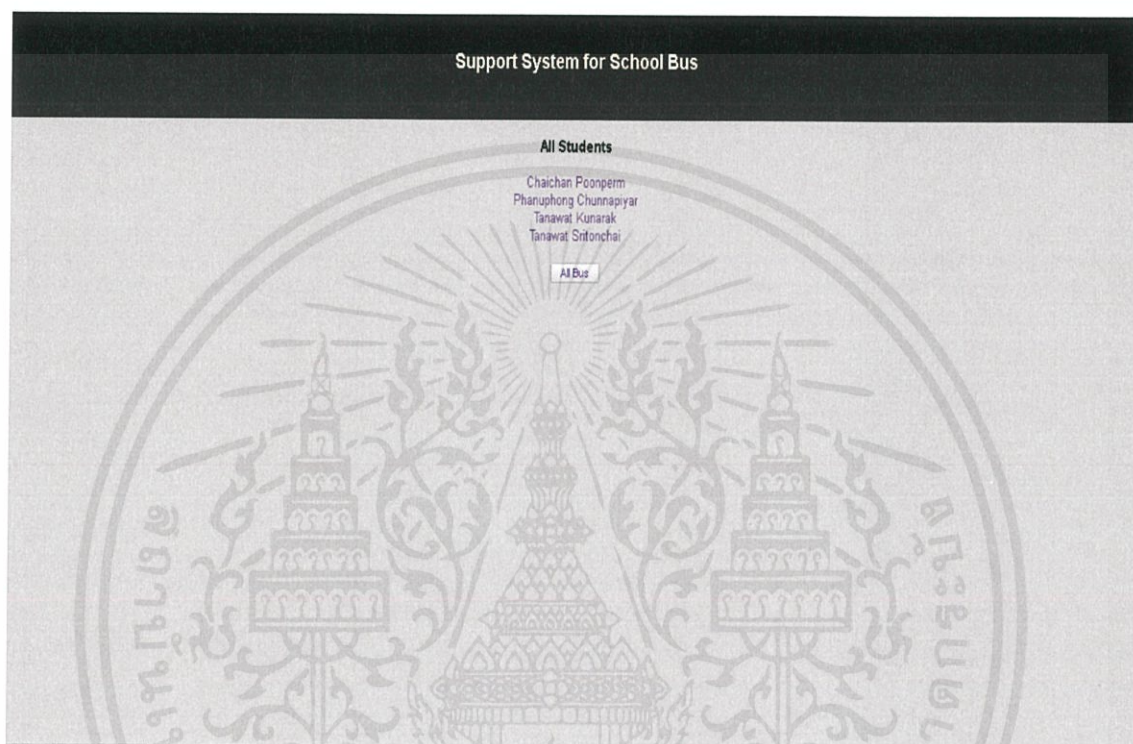 Support System for School Bus
All Students
Chaichan Poonperm
Phanuphong Chunnapiyar
Tanawat Kunarak
Tanawat Sritonchai
All Bus